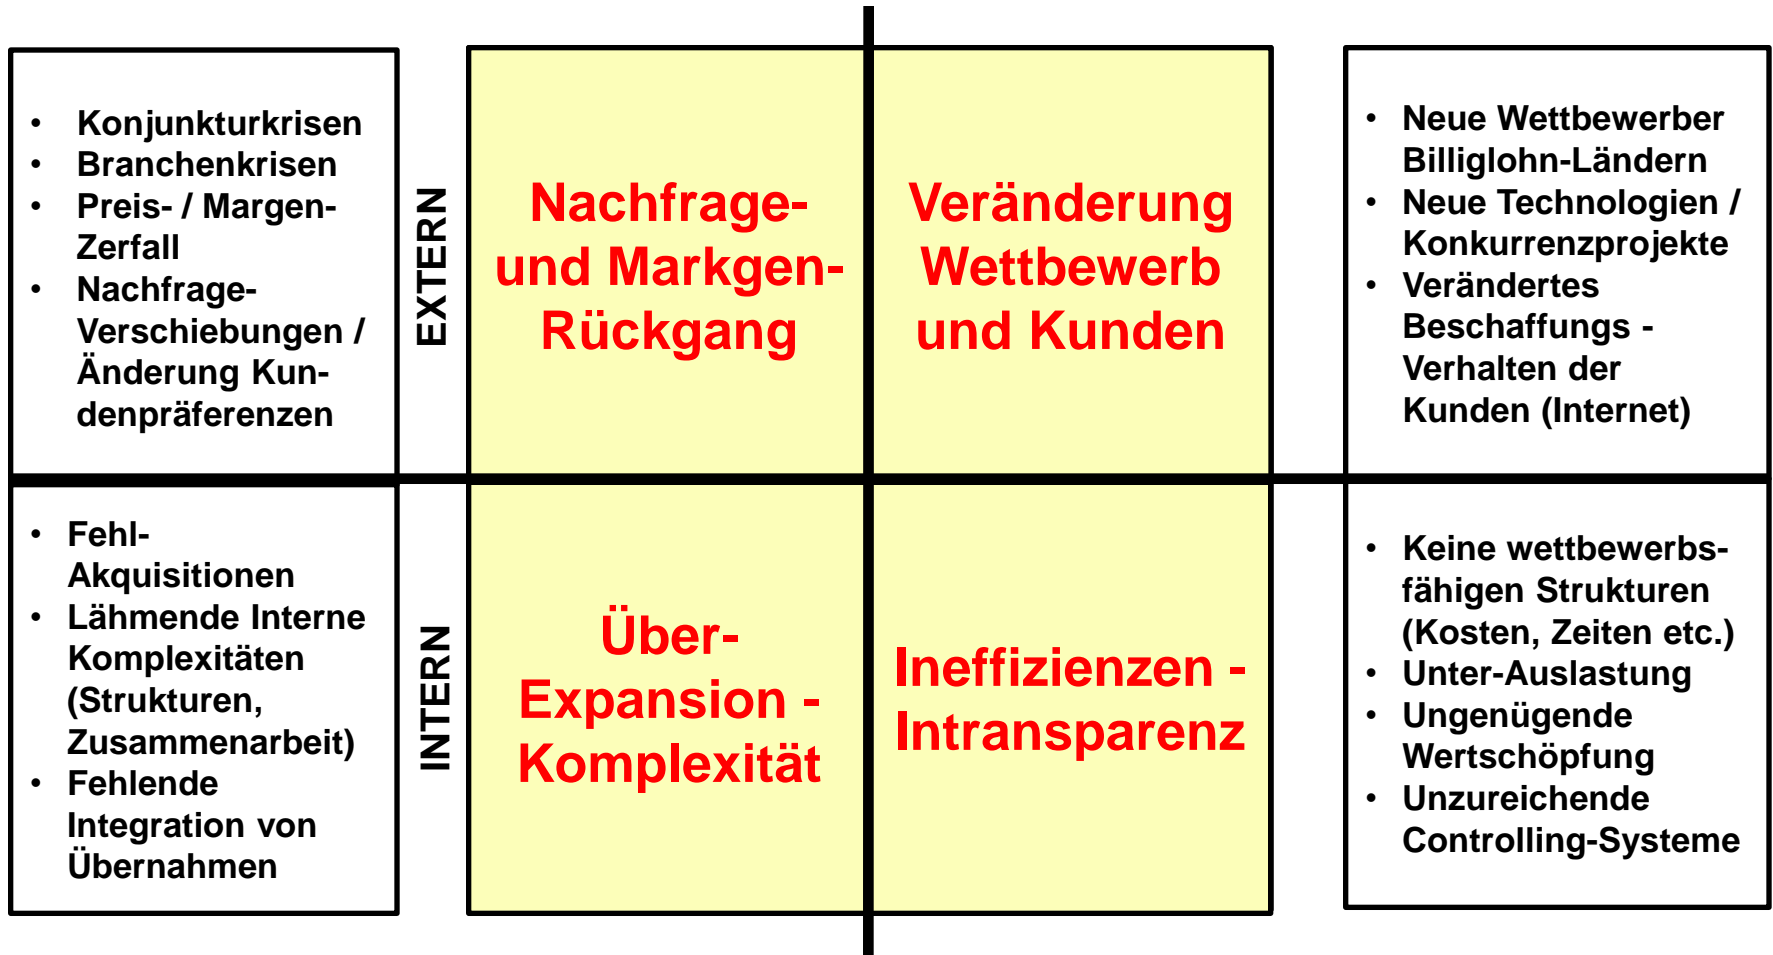 • Konjunkturkrisen
• Branchenkrisen
• Preis- / Margen-
Zerfall
• Nachfrage-
Verschiebungen /
Änderung Kun-
denpräferenzen
EXTERN
Nachfrage-
und Markgen-
Rückgang
Veränderung
Wettbewerb
und Kunden
• Neue Wettbewerber
Billiglohn-Ländern
• Neue Technologien /
Konkurrenzprojekte
• Verändertes
Beschaffungs -
Verhalten der
Kunden (Internet)
• Fehl-
Akquisitionen
• Lähmende Interne
Komplexitäten
(Strukturen,
Zusammenarbeit)
• Fehlende
Integration von
Übernahmen
INTERN
Über-
Expansion -
Komplexität
Ineffizienzen -
Intransparenz
• Keine wettbewerbs-
fähigen Strukturen
(Kosten, Zeiten etc.)
• Unter-Auslastung
• Ungenügende
Wertschöpfung
• Unzureichende
Controlling-Systeme